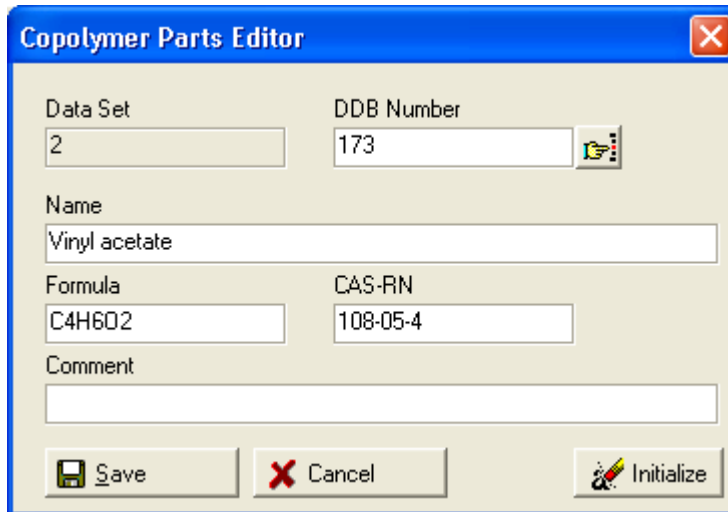 Copolymer Parts Editor
Data Set DDB Number
2 173
Name
Vinyl acetate
Formula CAS-RN
C4H6O2 108-05-4
Comment
Save Cancel Initialize